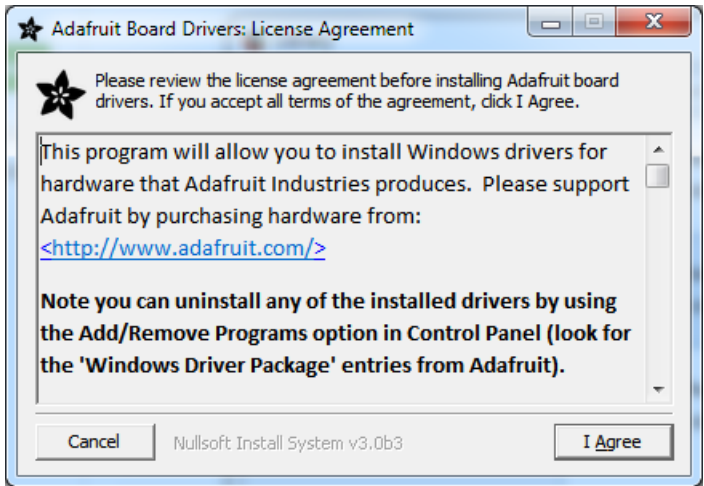 Adafruit Board Drivers: License Agreement
Please review the license agreement before installing Adafruit board
drivers. If you accept all terms of the agreement, click I Agree.
This program will allow you to install Windows drivers for
hardware that Adafruit Industries produces.  Please support
Adafruit by purchasing hardware from:
<http://www.adafruit.com/>
Note you can uninstall any of the installed drivers by using
the Add/Remove Programs option in Control Panel (look for
the 'Windows Driver Package' entries from Adafruit).
Cancel
Nullsoft Install System v3.0b3
I Agree